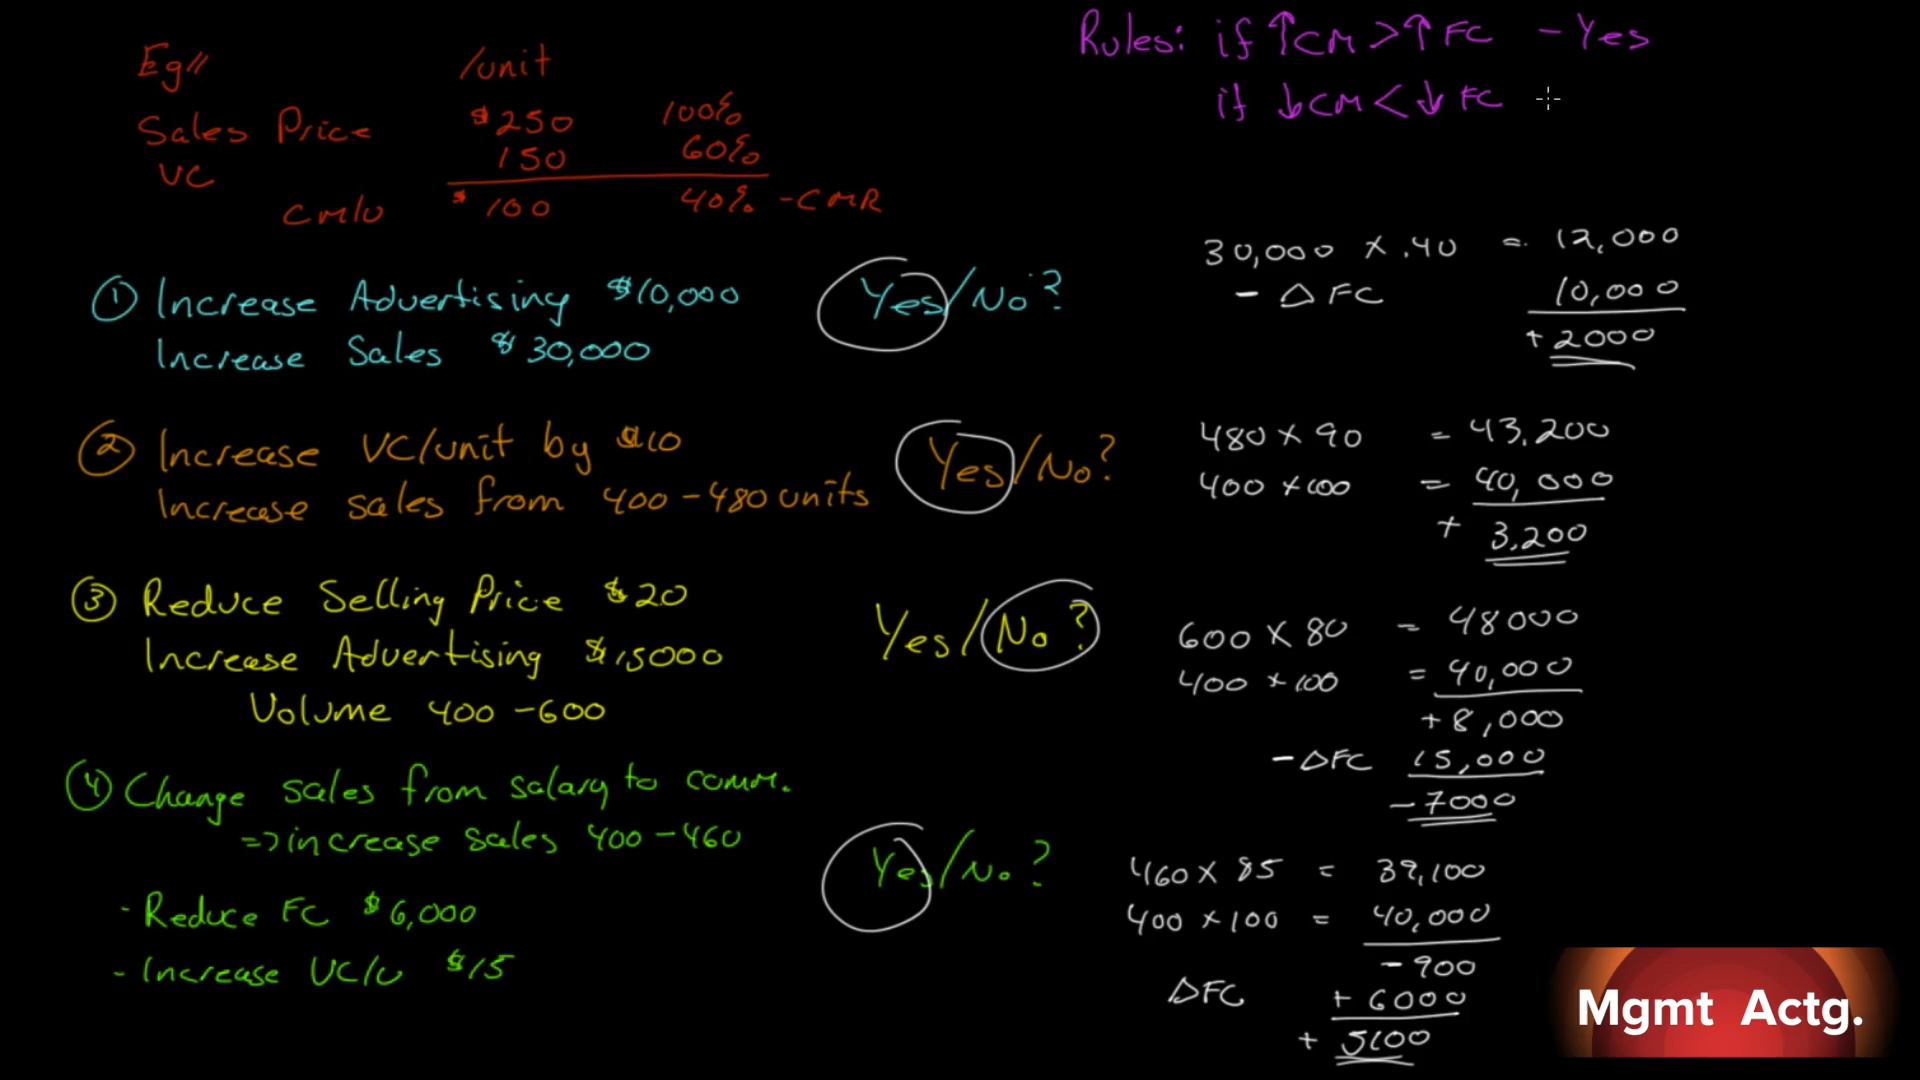 Rules: if ↑CM > ↑FC - Yes
if ↓CM < ↓FC
Eg// /unit
Sales Price $250 100%
VC 150 60%
CM/U $100 40% - CMR
① Increase Advertising $10,000 Yes/No?
Increase Sales $30,000
30,000 x .40 = 12,000
- △FC 10,000
+ 2000
② Increase VC/unit by $10 Yes/No?
Increase sales from 400 - 480 units
480 x 90 = 43,200
400 x 100 = 40,000
+ 3,200
③ Reduce Selling Price $20 Yes/No?
Increase Advertising $15000
Volume 400 - 600
600 x 80 = 48000
400 x 100 = 40,000
+ 8,000
- △FC 15,000
- 7000
④ Change sales from salary to comm.
=> increase sales 400 - 460 Yes/No?
- Reduce FC $6,000
- Increase VC/U $15
460 x 85 = 39,100
400 x 100 = 40,000
- 900
△FC + 6000
+ 5100
Mgmt Actg.